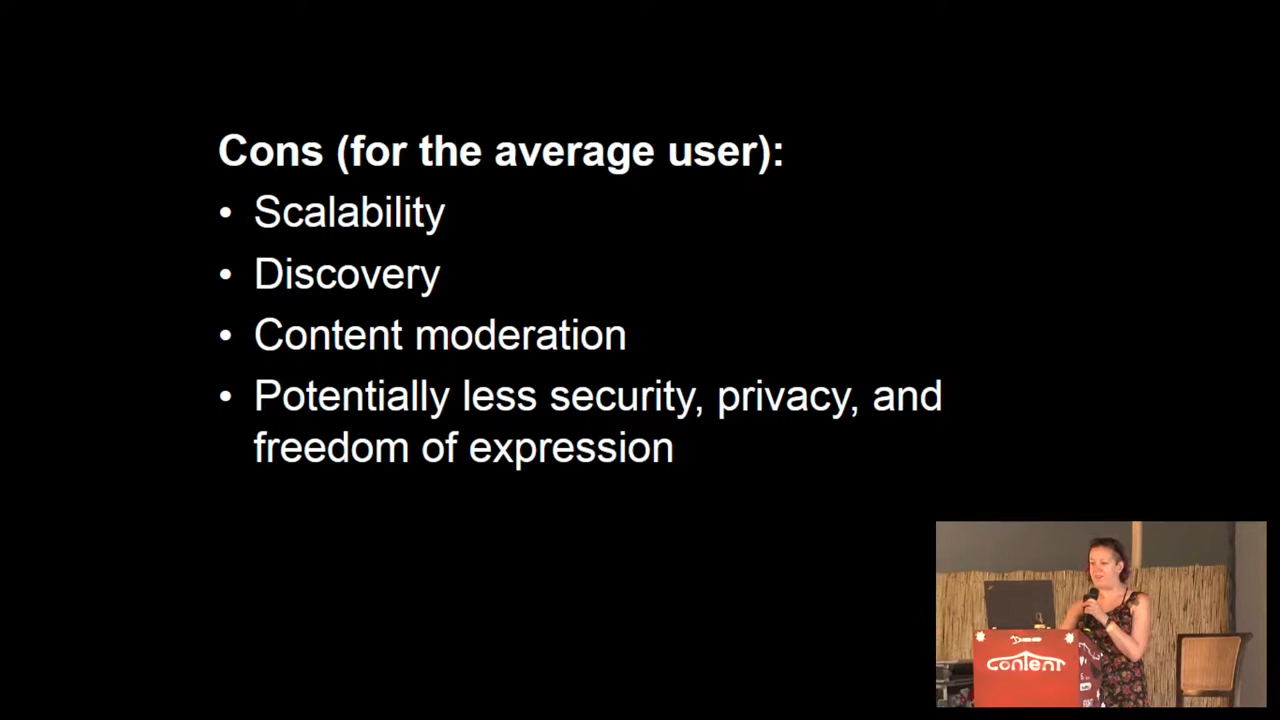 Cons (for the average user):
• Scalability
• Discovery
• Content moderation
• Potentially less security, privacy, and
freedom of expression
content